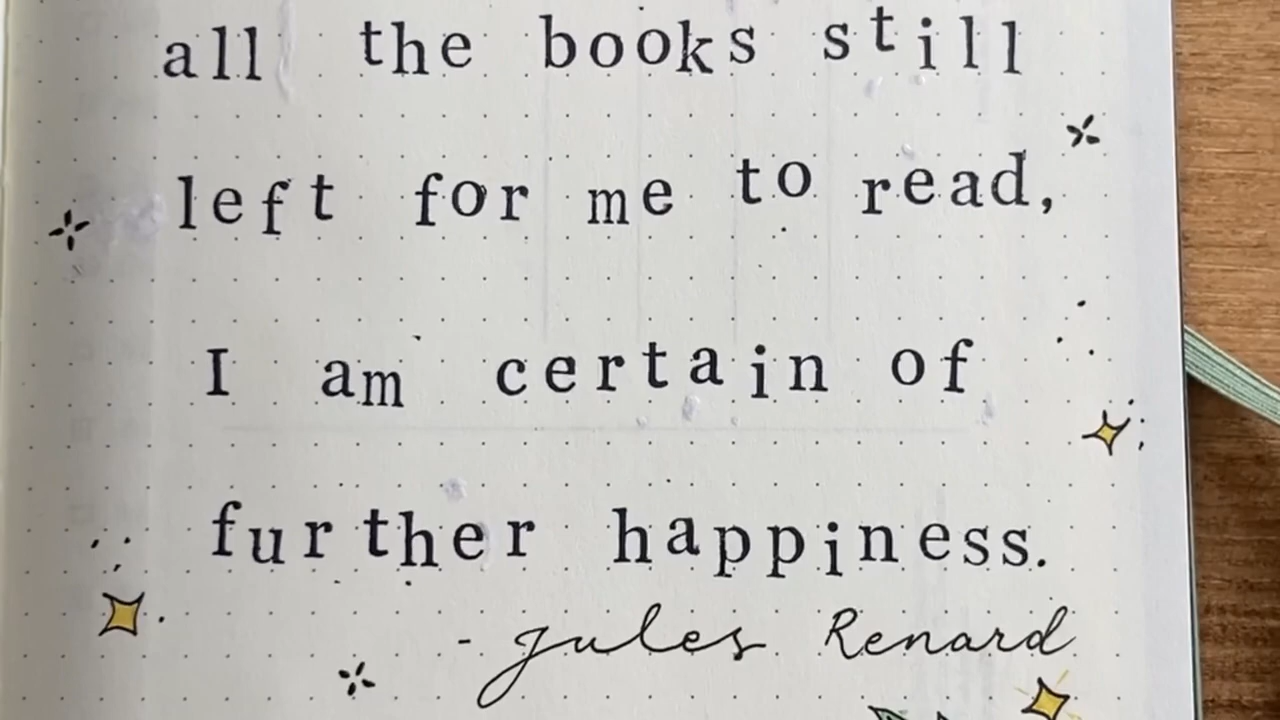 all the books still
left for me to read,
I am certain of
further happiness.
- Jules Renard